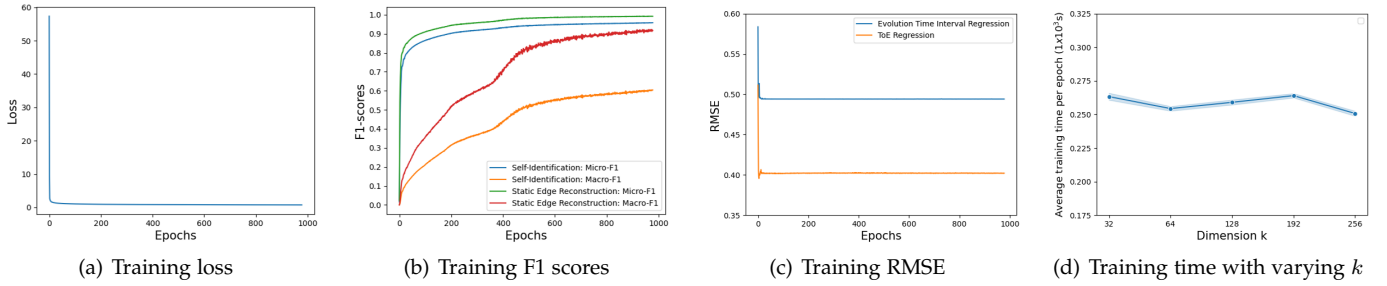 60
50
40
30
20
10
0
Loss
0 200 400 600 800 1000
Epochs
(a) Training loss
1.0
0.9
0.8
0.7
0.6
0.5
0.4
0.3
0.2
0.1
0.0
F1-scores
Self-Identification: Micro-F1
Self-Identification: Macro-F1
Static Edge Reconstruction: Micro-F1
Static Edge Reconstruction: Macro-F1
0 200 400 600 800 1000
Epochs
(b) Training F1 scores
0.60
0.55
0.50
0.45
0.40
0.35
RMSE
Evolution Time Interval Regression
ToE Regression
0 200 400 600 800 1000
Epochs
(c) Training RMSE
0.325
0.300
0.275
0.250
0.225
0.200
0.175
Average training time per epoch (1x10³s)
32 64 128 192 256
Dimension k
(d) Training time with varying k